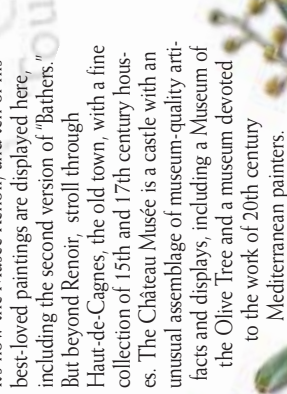 best-loved paintings are displayed here,
including the second version of "Bathers."
But beyond Renoir, stroll through
Haut-de-Cagnes, the old town, with a fine
collection of 15th and 17th century hous-
es. The Château Musée is a castle with an
unusual assemblage of museum-quality arti-
facts and displays, including a Museum of
the Olive Tree and a museum devoted
to the work of 20th century
Mediterranean painters.